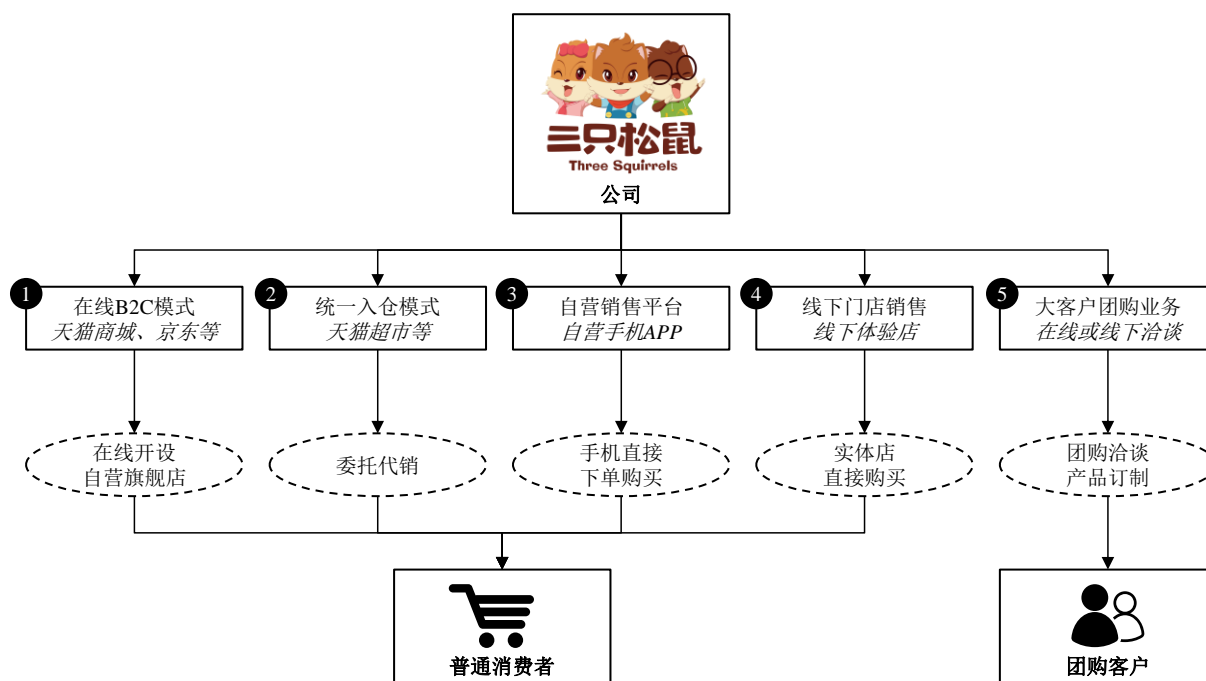 三只松鼠
Three Squirrels
公司
1
在线B2C模式
天猫商城、京东等
2
统一入仓模式
天猫超市等
3
自营销售平台
自营手机APP
4
线下门店销售
线下体验店
5
大客户团购业务
在线或线下洽谈
在线开设
自营旗舰店
委托代销
手机直接
下单购买
实体店
直接购买
团购洽谈
产品订制
普通消费者
团购客户